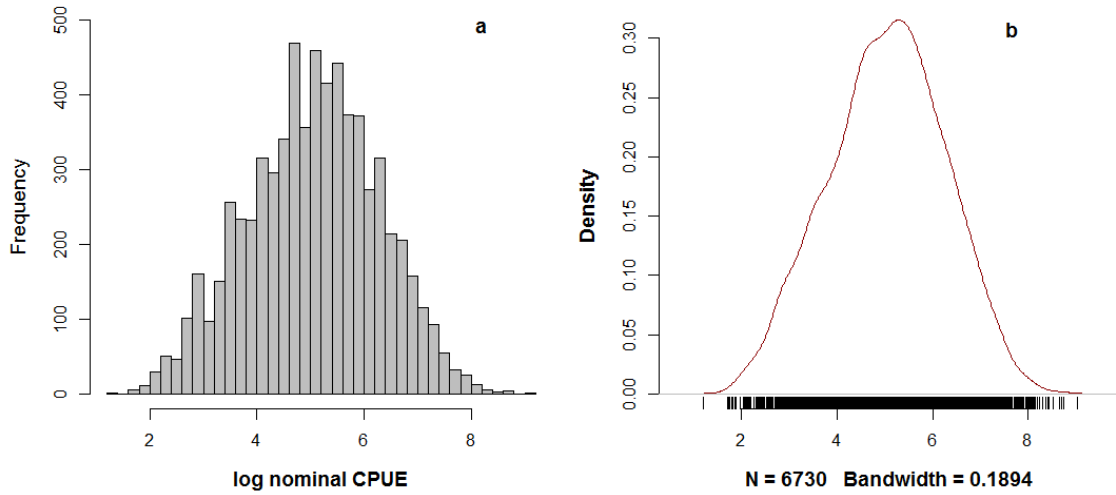 a
Frequency
500
400
300
200
100
0
2 4 6 8
log nominal CPUE
b
Density
0.30
0.25
0.20
0.15
0.10
0.05
0.00
2 4 6 8
N = 6730 Bandwidth = 0.1894